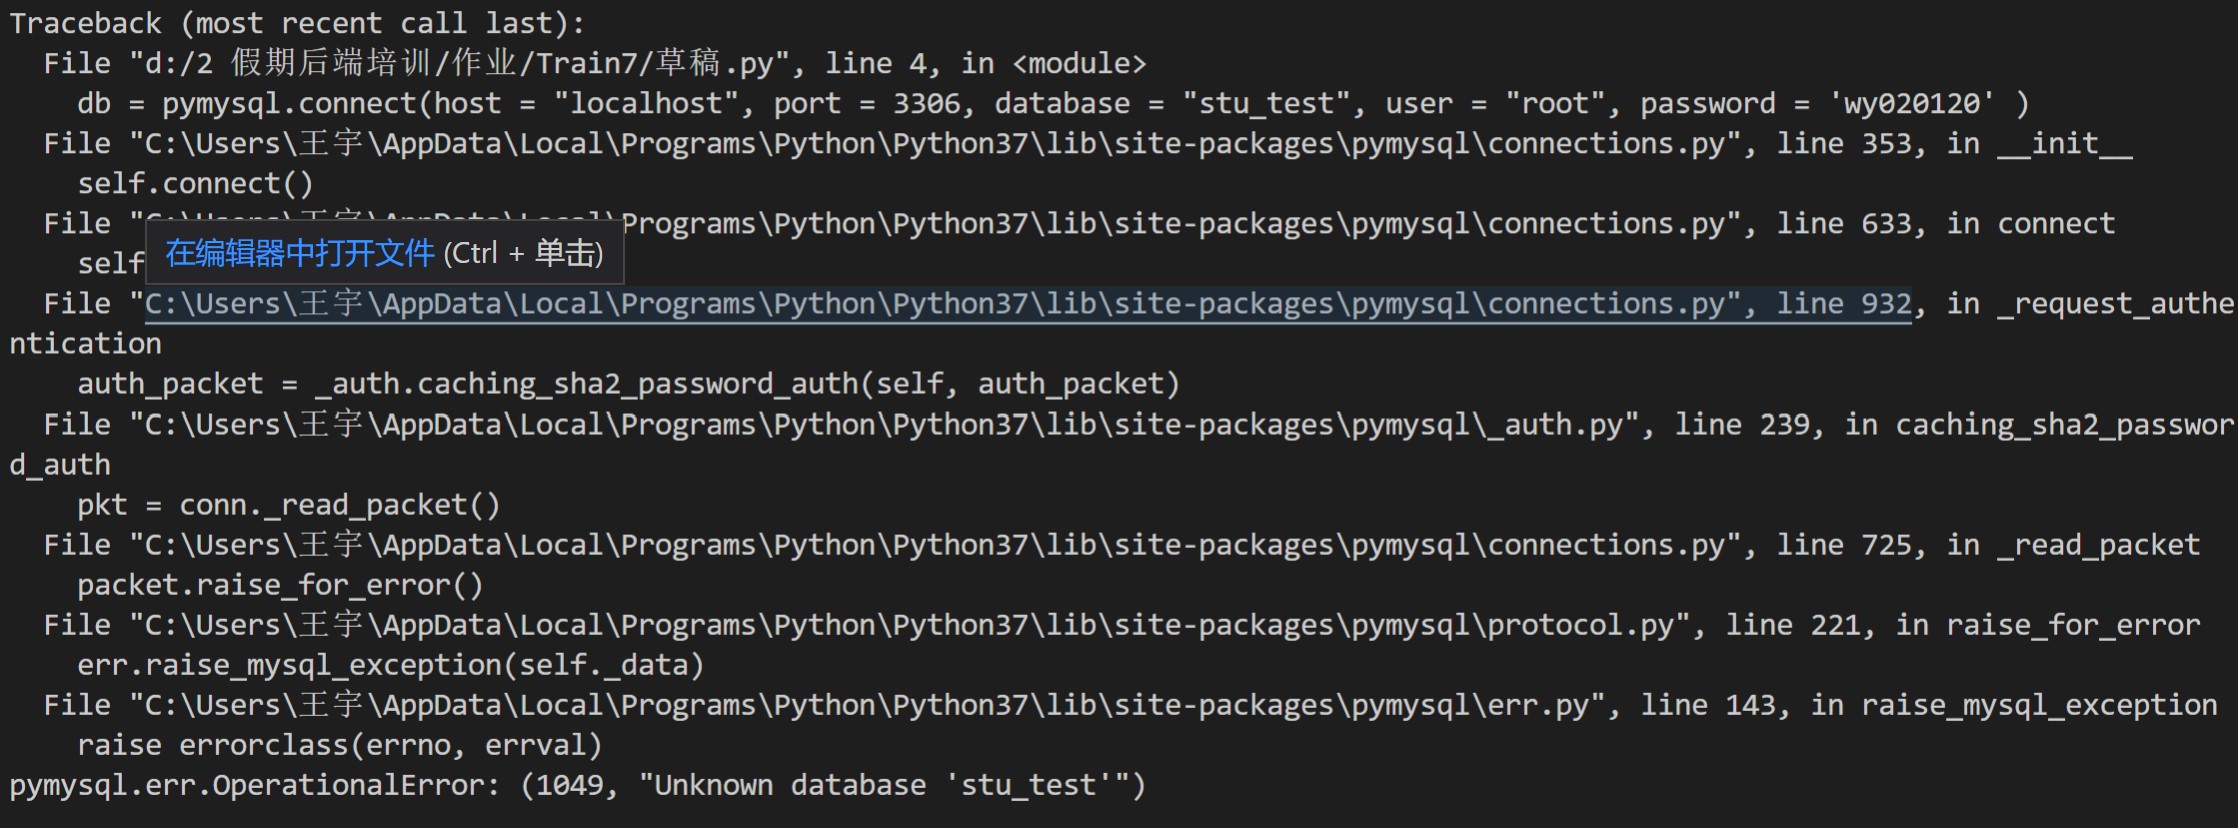 Traceback (most recent call last):
  File "d:/2 假期后端培训/作业/Train7/草稿.py", line 4, in <module>
    db = pymysql.connect(host = "localhost", port = 3306, database = "stu_test", user = "root", password = 'wy020120' )
  File "C:\Users\王宇\AppData\Local\Programs\Python\Python37\lib\site-packages\pymysql\connections.py", line 353, in __init__
    self.connect()
  File "Programs\Python\Python37\lib\site-packages\pymysql\connections.py", line 633, in connect
在编辑器中打开文件 (Ctrl + 单击)
    self
  File "C:\Users\王宇\AppData\Local\Programs\Python\Python37\lib\site-packages\pymysql\connections.py", line 932, in _request_authe
ntication
    auth_packet = _auth.caching_sha2_password_auth(self, auth_packet)
  File "C:\Users\王宇\AppData\Local\Programs\Python\Python37\lib\site-packages\pymysql\_auth.py", line 239, in caching_sha2_passwor
d_auth
    pkt = conn._read_packet()
  File "C:\Users\王宇\AppData\Local\Programs\Python\Python37\lib\site-packages\pymysql\connections.py", line 725, in _read_packet
    packet.raise_for_error()
  File "C:\Users\王宇\AppData\Local\Programs\Python\Python37\lib\site-packages\pymysql\protocol.py", line 221, in raise_for_error
    err.raise_mysql_exception(self._data)
  File "C:\Users\王宇\AppData\Local\Programs\Python\Python37\lib\site-packages\pymysql\err.py", line 143, in raise_mysql_exception
    raise errorclass(errno, errval)
pymysql.err.OperationalError: (1049, "Unknown database 'stu_test'")